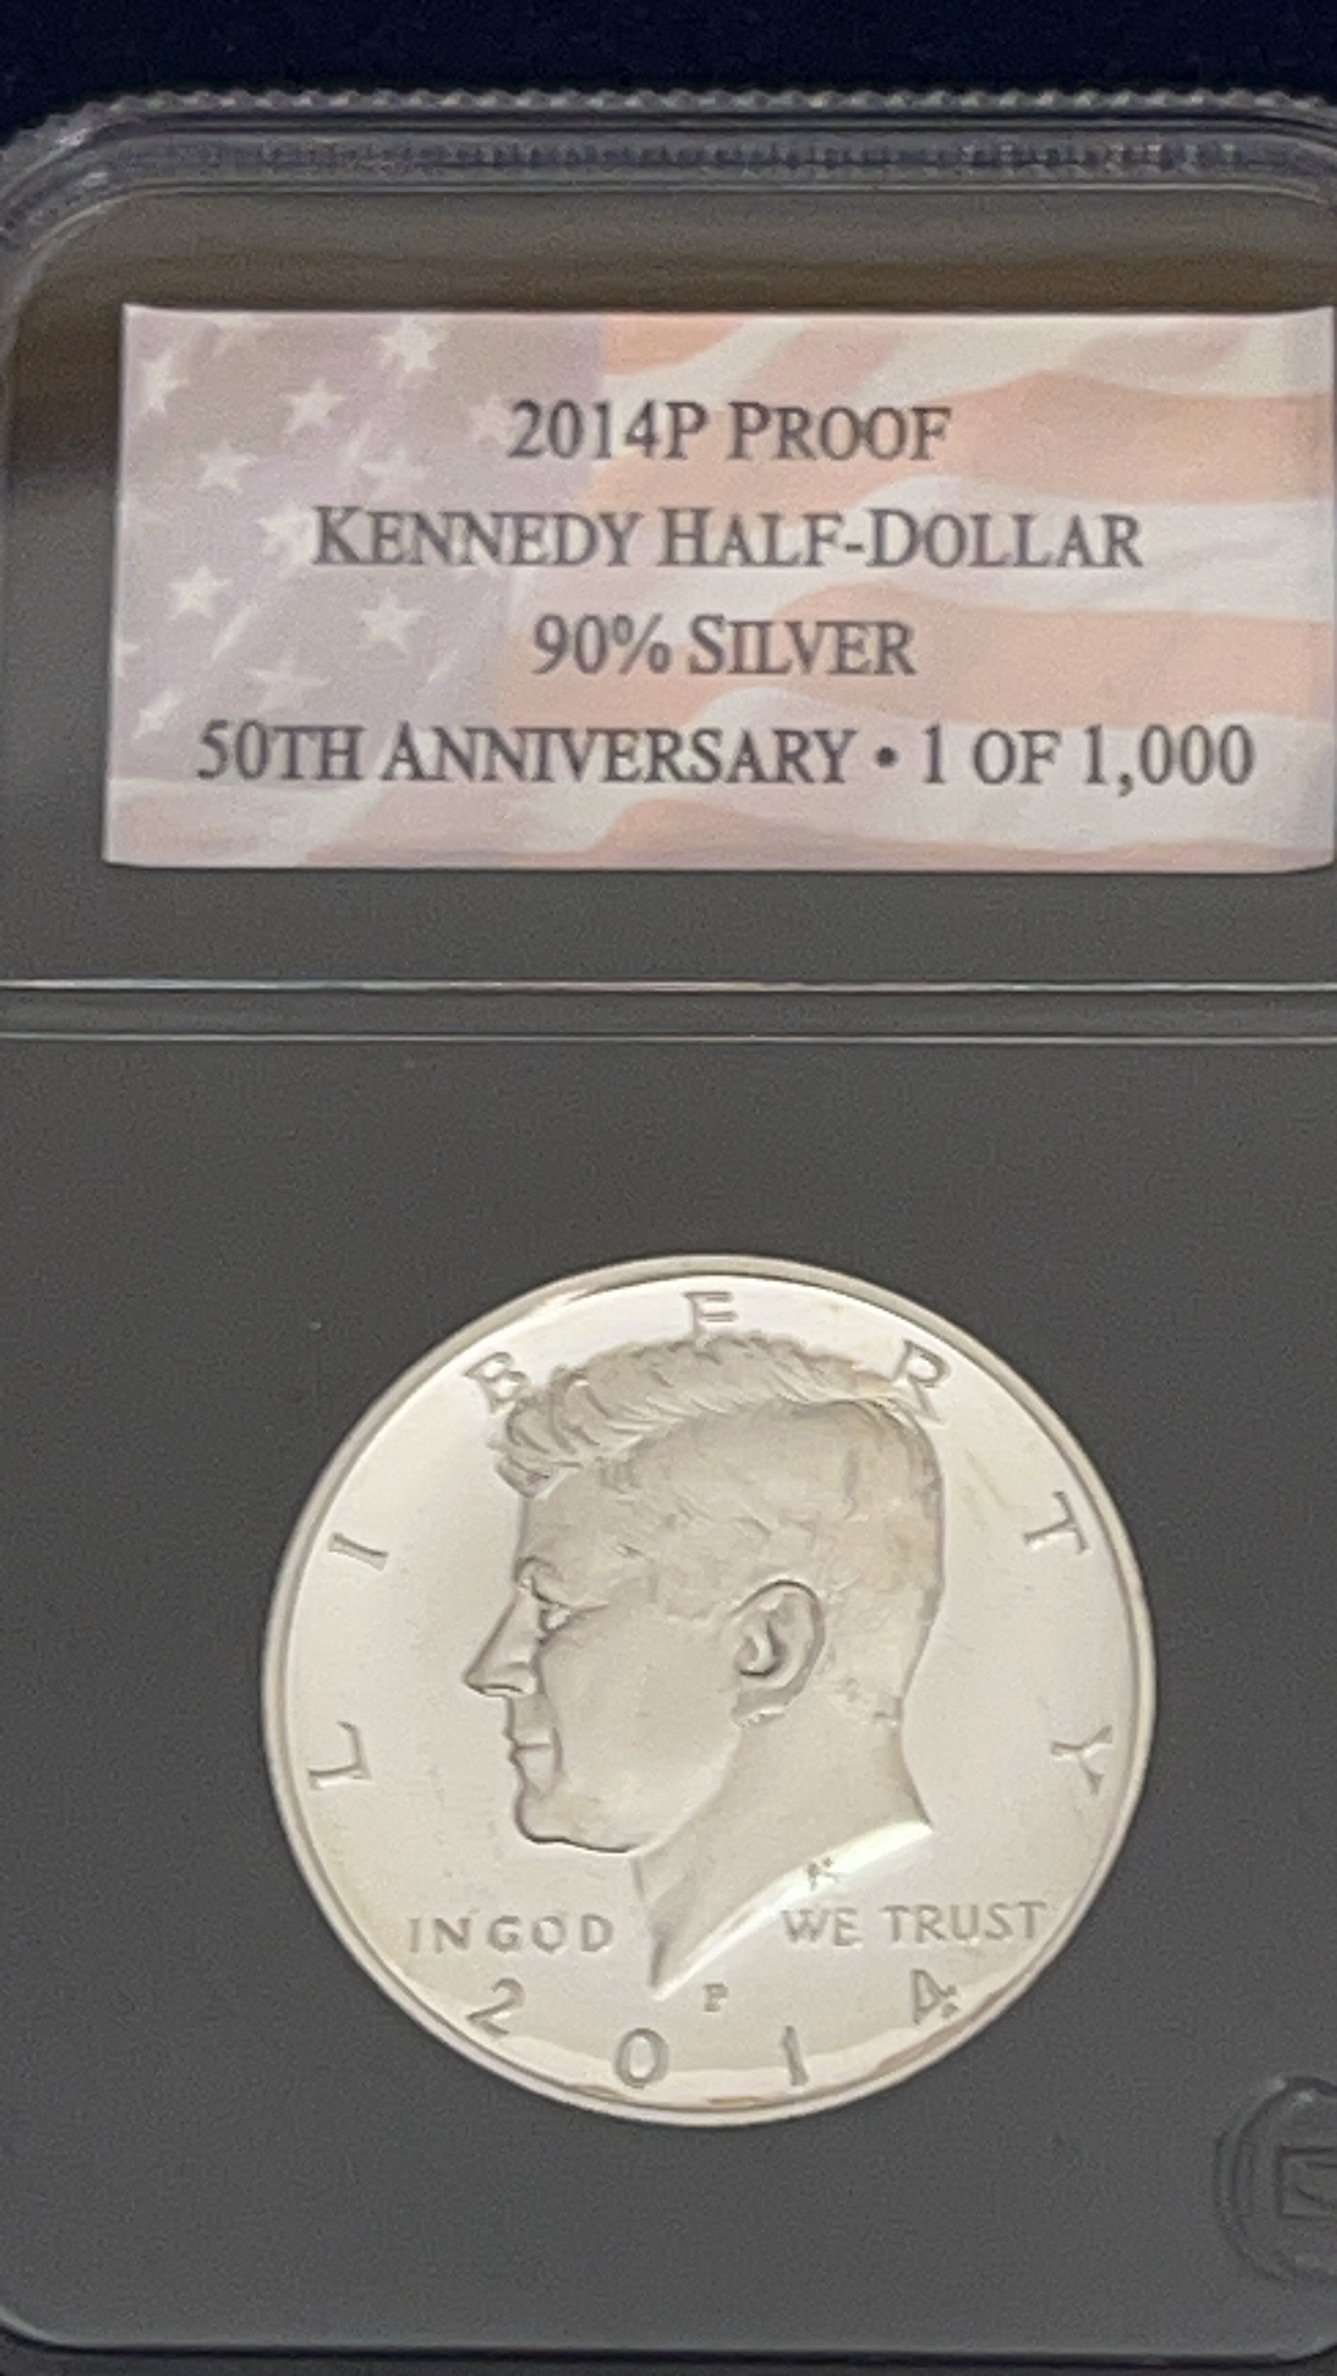 2014P PROOF
KENNEDY HALF-DOLLAR
90% SILVER
50TH ANNIVERSARY • 1 OF 1,000
LIBERTY
IN GOD WE TRUST
P
2014